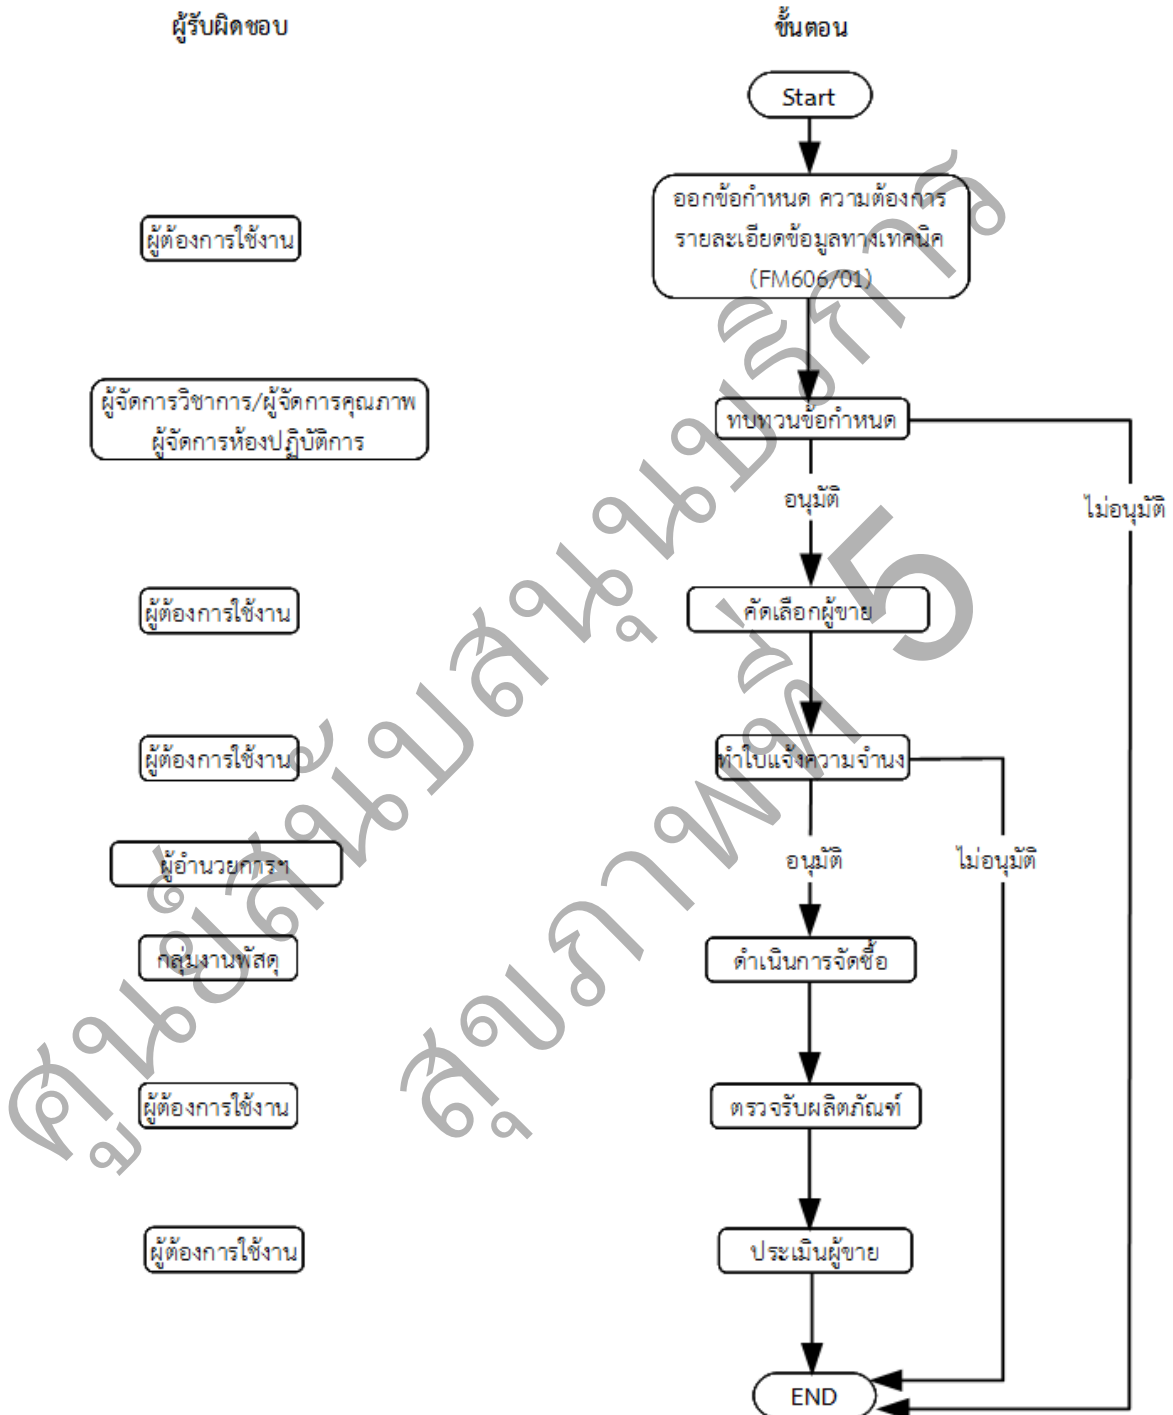 ผู้รับผิดชอบ
ขั้นตอน
Start
ผู้ต้องการใช้งาน
ออกข้อกำหนด ความต้องการ
รายละเอียดข้อมูลทางเทคนิค
(FM606/01)
ผู้จัดการวิชาการ/ผู้จัดการคุณภาพ
ผู้จัดการห้องปฏิบัติการ
ทบทวนข้อกำหนด
อนุมัติ
ไม่อนุมัติ
ผู้ต้องการใช้งาน
คัดเลือกผู้ขาย
ผู้ต้องการใช้งาน
ทำใบแจ้งความจำนง
ผู้อำนวยการฯ
อนุมัติ
ไม่อนุมัติ
กลุ่มงานพัสดุ
ดำเนินการจัดซื้อ
ผู้ต้องการใช้งาน
ตรวจรับผลิตภัณฑ์
ผู้ต้องการใช้งาน
ประเมินผู้ขาย
END
ศูนย์สนับสนุนบริการ
สุขภาพที่ 5